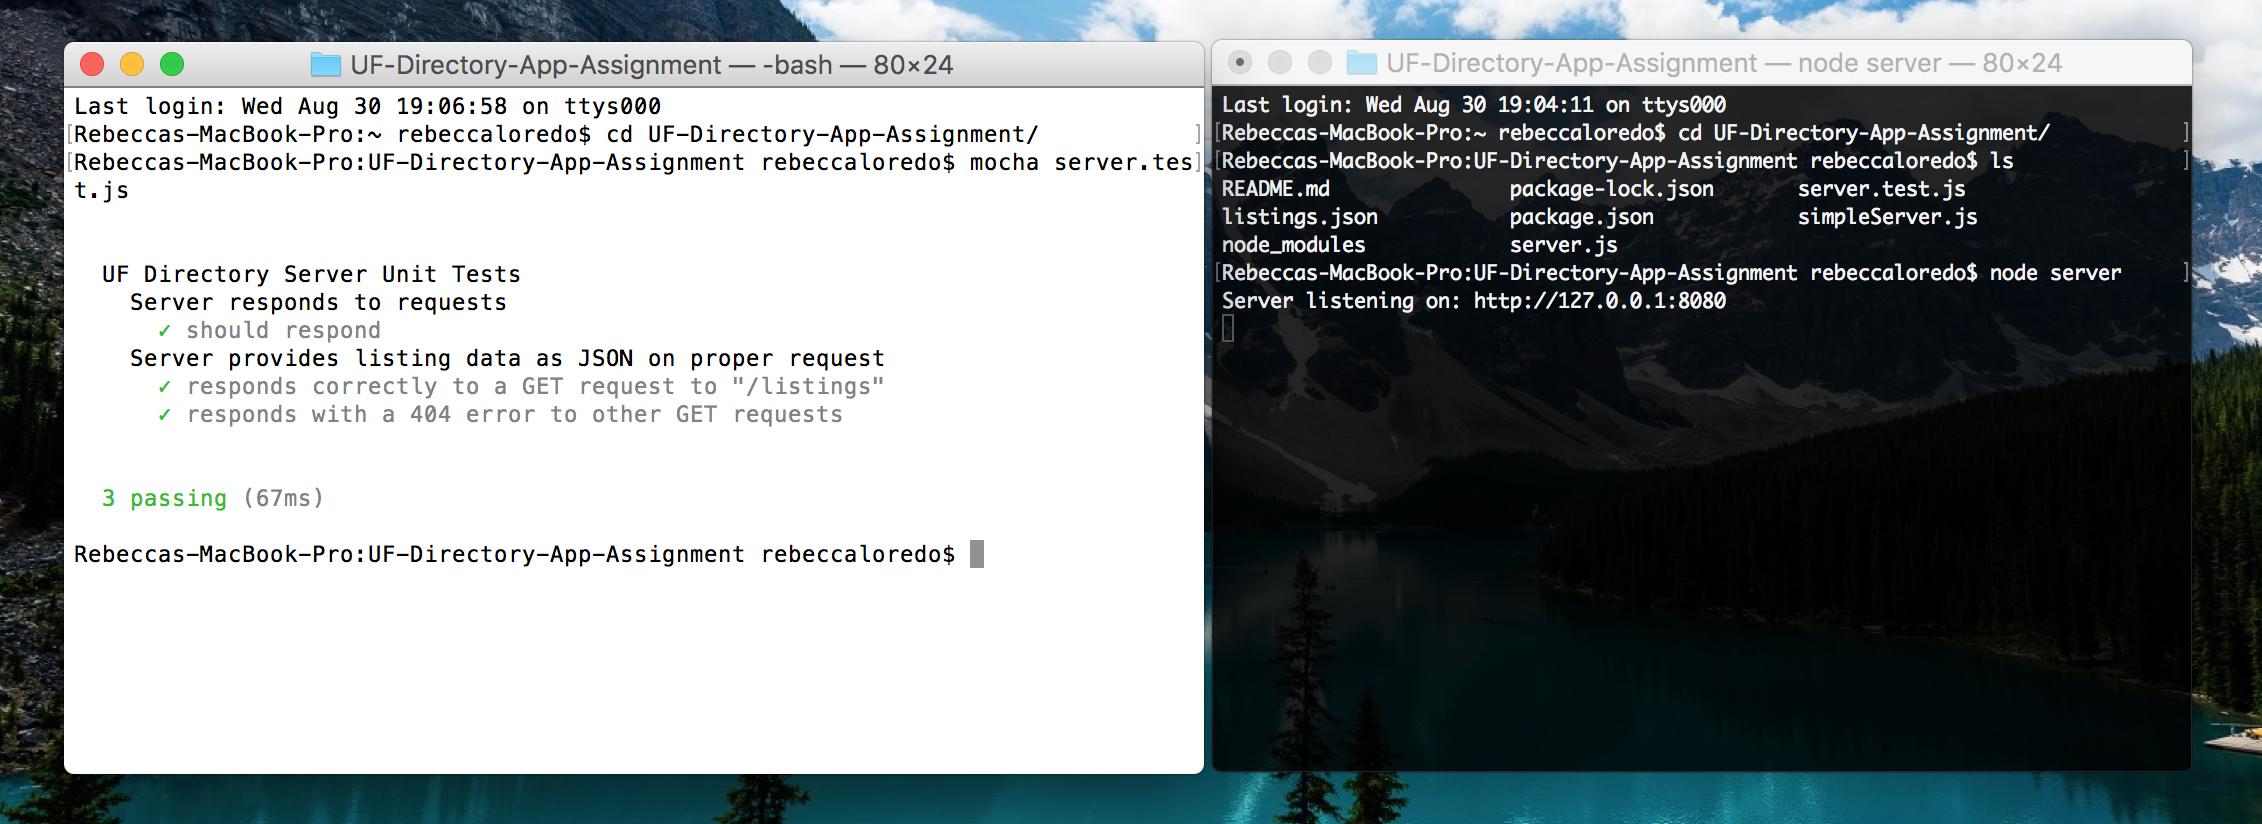 UF-Directory-App-Assignment — -bash — 80×24
Last login: Wed Aug 30 19:06:58 on ttys000
[Rebeccas-MacBook-Pro:~ rebeccaloredo$ cd UF-Directory-App-Assignment/ ]
[Rebeccas-MacBook-Pro:UF-Directory-App-Assignment rebeccaloredo$ mocha server.tes]
t.js
UF Directory Server Unit Tests
Server responds to requests
✓ should respond
Server provides listing data as JSON on proper request
✓ responds correctly to a GET request to "/listings"
✓ responds with a 404 error to other GET requests
3 passing (67ms)
Rebeccas-MacBook-Pro:UF-Directory-App-Assignment rebeccaloredo$
UF-Directory-App-Assignment — node server — 80×24
Last login: Wed Aug 30 19:04:11 on ttys000
[Rebeccas-MacBook-Pro:~ rebeccaloredo$ cd UF-Directory-App-Assignment/ ]
[Rebeccas-MacBook-Pro:UF-Directory-App-Assignment rebeccaloredo$ ls ]
README.md package-lock.json server.test.js
listings.json package.json simpleServer.js
node_modules server.js
[Rebeccas-MacBook-Pro:UF-Directory-App-Assignment rebeccaloredo$ node server ]
Server listening on: http://127.0.0.1:8080